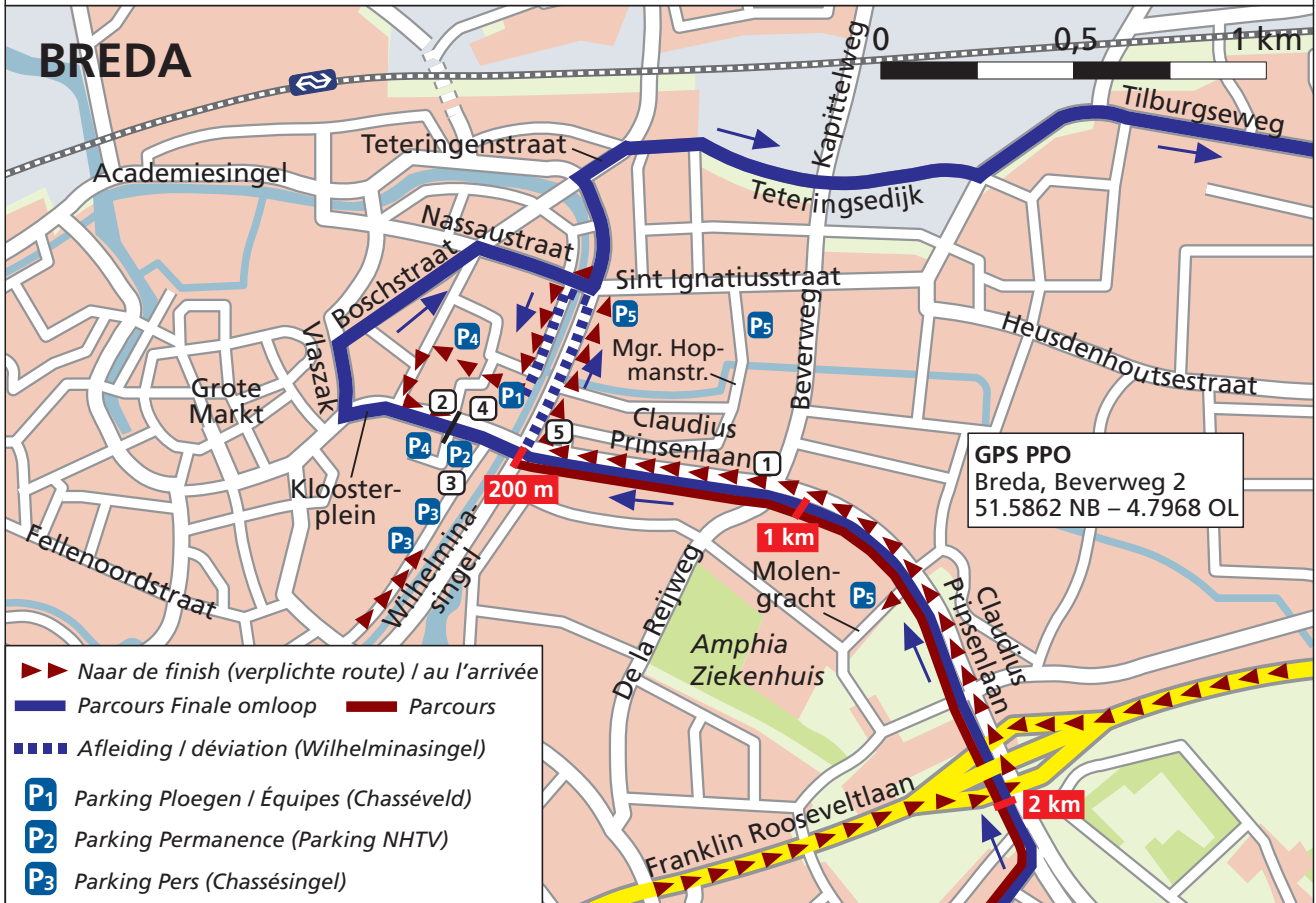 BREDA
0 0,5 1 km
Kapittelweg
Tilburgseweg
Teteringenstraat
Academiesingel
Teteringsedijk
Nassaustraat
Boschstraat
Sint Ignatiusstraat
Vlaszak
P5
P5
P4
Mgr. Hop-
manstr.
Beverweg
Heusdenhoutsestraat
Grote
Markt
P1
2
4
Claudius
Prinsenlaan
5
1
P4
P2
3
200 m
GPS PPO
Breda, Beverweg 2
51.5862 NB – 4.7968 OL
Klooster-
plein
P3
P3
1 km
Fellenoordstraat
Wilhelmina-
singel
Molen-
gracht
P5
De la Reijweg
Amphia
Ziekenhuis
Claudius
Prinsenlaan
Franklin Rooseveltlaan
2 km
Naar de finish (verplichte route) / au l'arrivée
Parcours Finale omloop Parcours
Afleiding / déviation (Wilhelminasingel)
P1 Parking Ploegen / Équipes (Chasséveld)
P2 Parking Permanence (Parking NHTV)
P3 Parking Pers (Chassésingel)